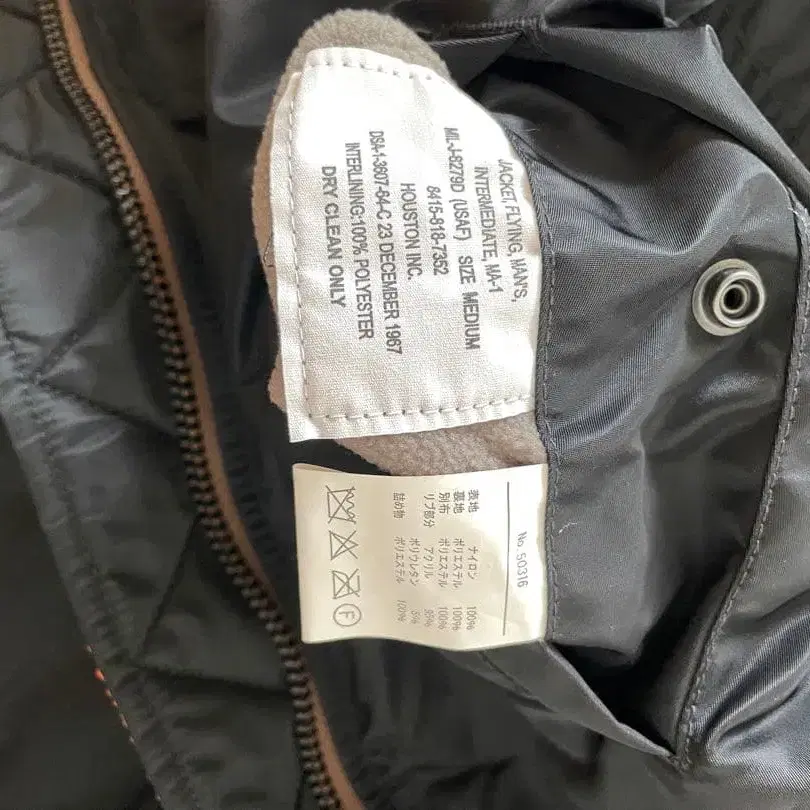 JACKET, FLYING, MAN'S,
INTERMEDIATE, MA-1
MIL-J-8279D (USAF) SIZE MEDIUM
8415-818-7352
HOUSTON INC.
DSA-1-3607-64-C 23 DECEMBER 1967
INTERLINING:100% POLYESTER
DRY CLEAN ONLY
No. 50316
表地 ナイロン 100%
裏地 ポリエステル 100%
別布 ポリエステル 100%
リブ部分 アクリル 95%
ポリウレタン 5%
詰め物 ポリエステル 100%
F